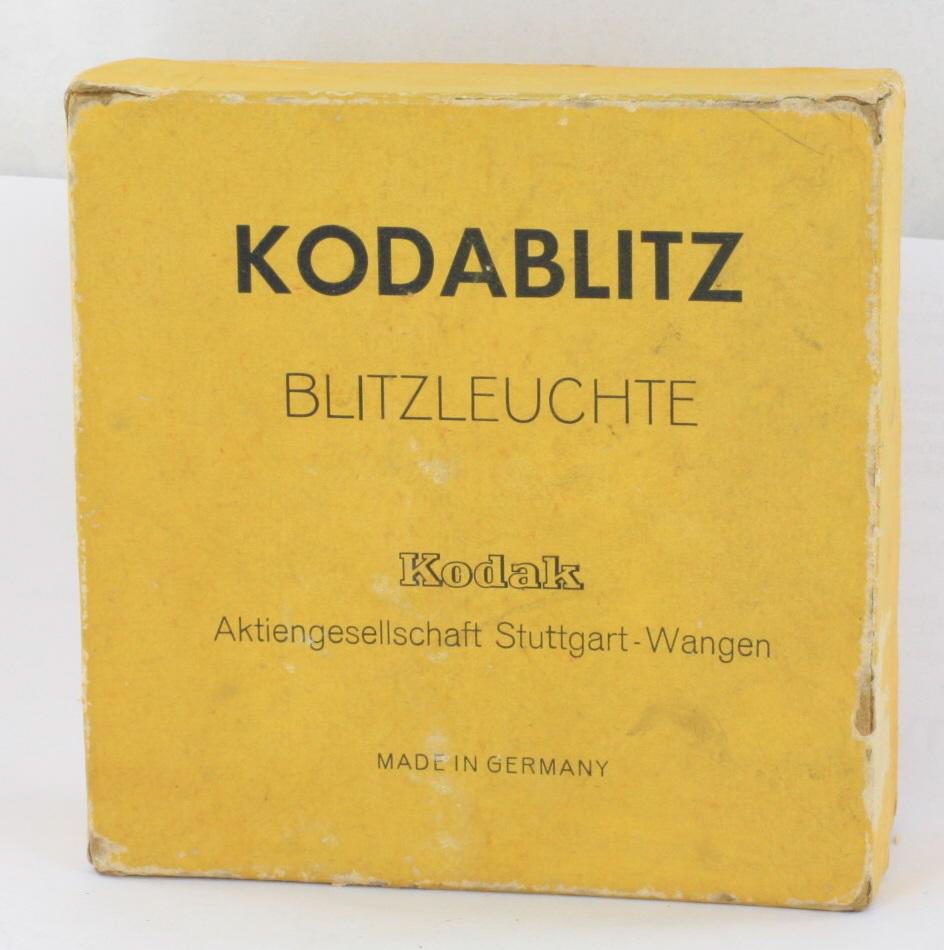 KODABLITZ
BLITZLEUCHTE
Kodak
Aktiengesellschaft Stuttgart-Wangen
MADE IN GERMANY